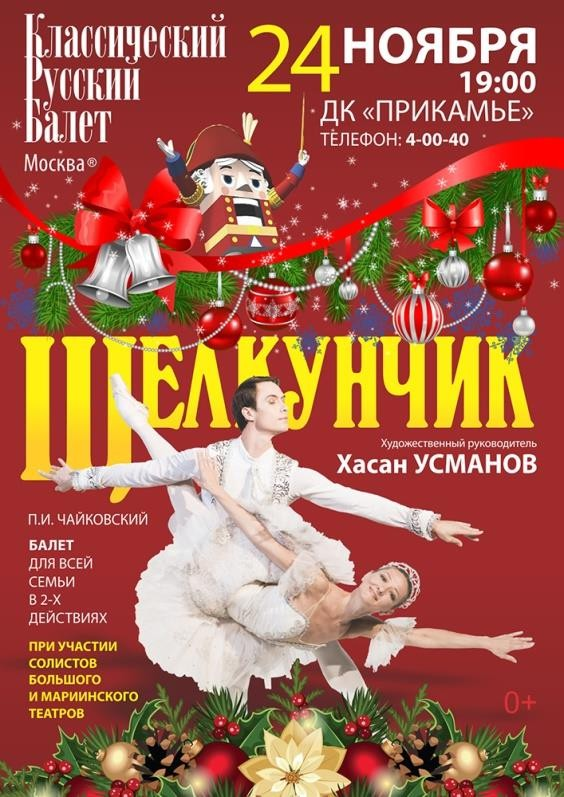 Классический
Русский
Балет
Москва®
24 НОЯБРЯ
19:00
ДК «ПРИКАМЬЕ»
ТЕЛЕФОН: 4-00-40
ЩЕЛКУНЧИК
Художественный руководитель
Хасан УСМАНОВ
П.И. ЧАЙКОВСКИЙ
БАЛЕТ
ДЛЯ ВСЕЙ
СЕМЬИ
В 2-Х
ДЕЙСТВИЯХ
ПРИ УЧАСТИИ
СОЛИСТОВ
БОЛЬШОГО
И МАРИИНСКОГО
ТЕАТРОВ
0+